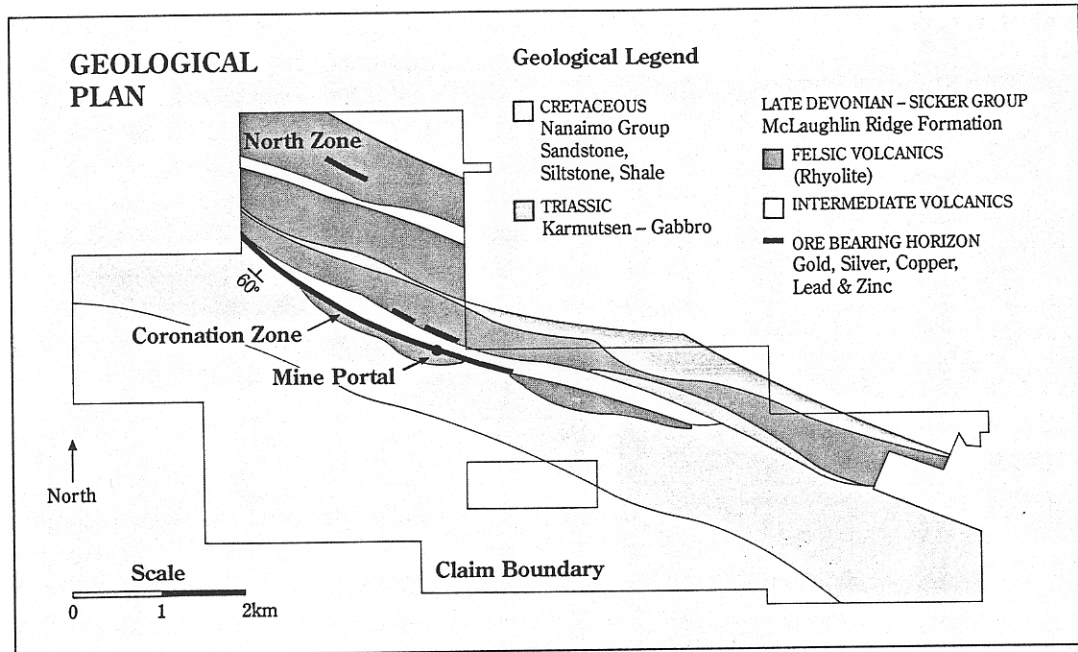 GEOLOGICAL
PLAN
Geological Legend
CRETACEOUS
Nanaimo Group
Sandstone,
Siltstone, Shale
TRIASSIC
Karmutsen – Gabbro
LATE DEVONIAN – SICKER GROUP
McLaughlin Ridge Formation
FELSIC VOLCANICS
(Rhyolite)
INTERMEDIATE VOLCANICS
ORE BEARING HORIZON
Gold, Silver, Copper,
Lead & Zinc
North Zone
60°
Coronation Zone
Mine Portal
North
Claim Boundary
Scale
0 1 2km